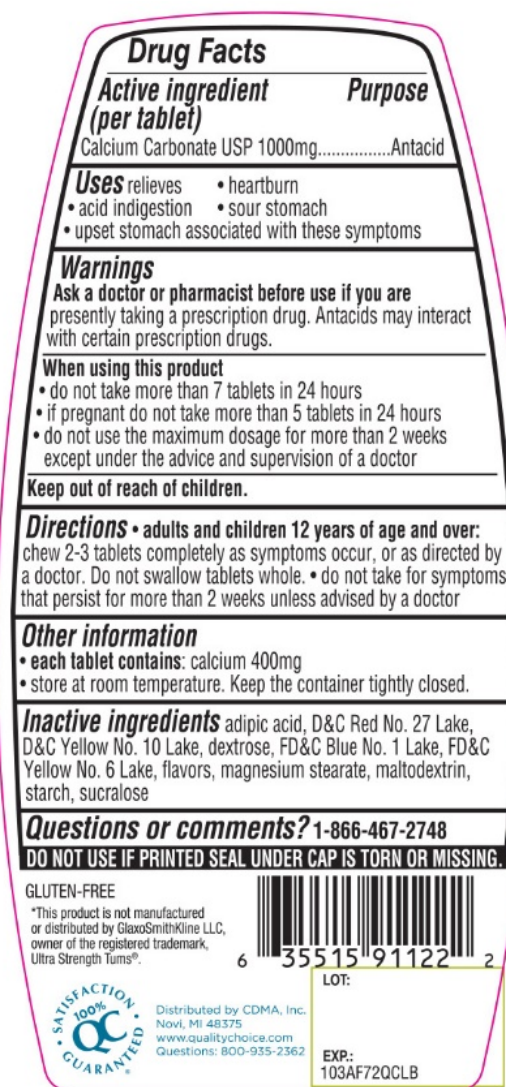 Drug Facts
Active ingredient Purpose
(per tablet)
Calcium Carbonate USP 1000mg................Antacid
Uses relieves • heartburn
• acid indigestion • sour stomach
• upset stomach associated with these symptoms
Warnings
Ask a doctor or pharmacist before use if you are
presently taking a prescription drug. Antacids may interact
with certain prescription drugs.
When using this product
• do not take more than 7 tablets in 24 hours
• if pregnant do not take more than 5 tablets in 24 hours
• do not use the maximum dosage for more than 2 weeks
except under the advice and supervision of a doctor
Keep out of reach of children.
Directions • adults and children 12 years of age and over:
chew 2-3 tablets completely as symptoms occur, or as directed by
a doctor. Do not swallow tablets whole. • do not take for symptoms
that persist for more than 2 weeks unless advised by a doctor
Other information
• each tablet contains: calcium 400mg
• store at room temperature. Keep the container tightly closed.
Inactive ingredients adipic acid, D&C Red No. 27 Lake,
D&C Yellow No. 10 Lake, dextrose, FD&C Blue No. 1 Lake, FD&C
Yellow No. 6 Lake, flavors, magnesium stearate, maltodextrin,
starch, sucralose
Questions or comments? 1-866-467-2748
DO NOT USE IF PRINTED SEAL UNDER CAP IS TORN OR MISSING.
GLUTEN-FREE
*This product is not manufactured
or distributed by GlaxoSmithKline LLC,
owner of the registered trademark,
Ultra Strength Tums®.
6 35515 91122 2
SATISFACTION
100%
QC
GUARANTEED
Distributed by CDMA, Inc.
Novi, MI 48375
www.qualitychoice.com
Questions: 800-935-2362
LOT:
EXP.:
103AF72QCLB